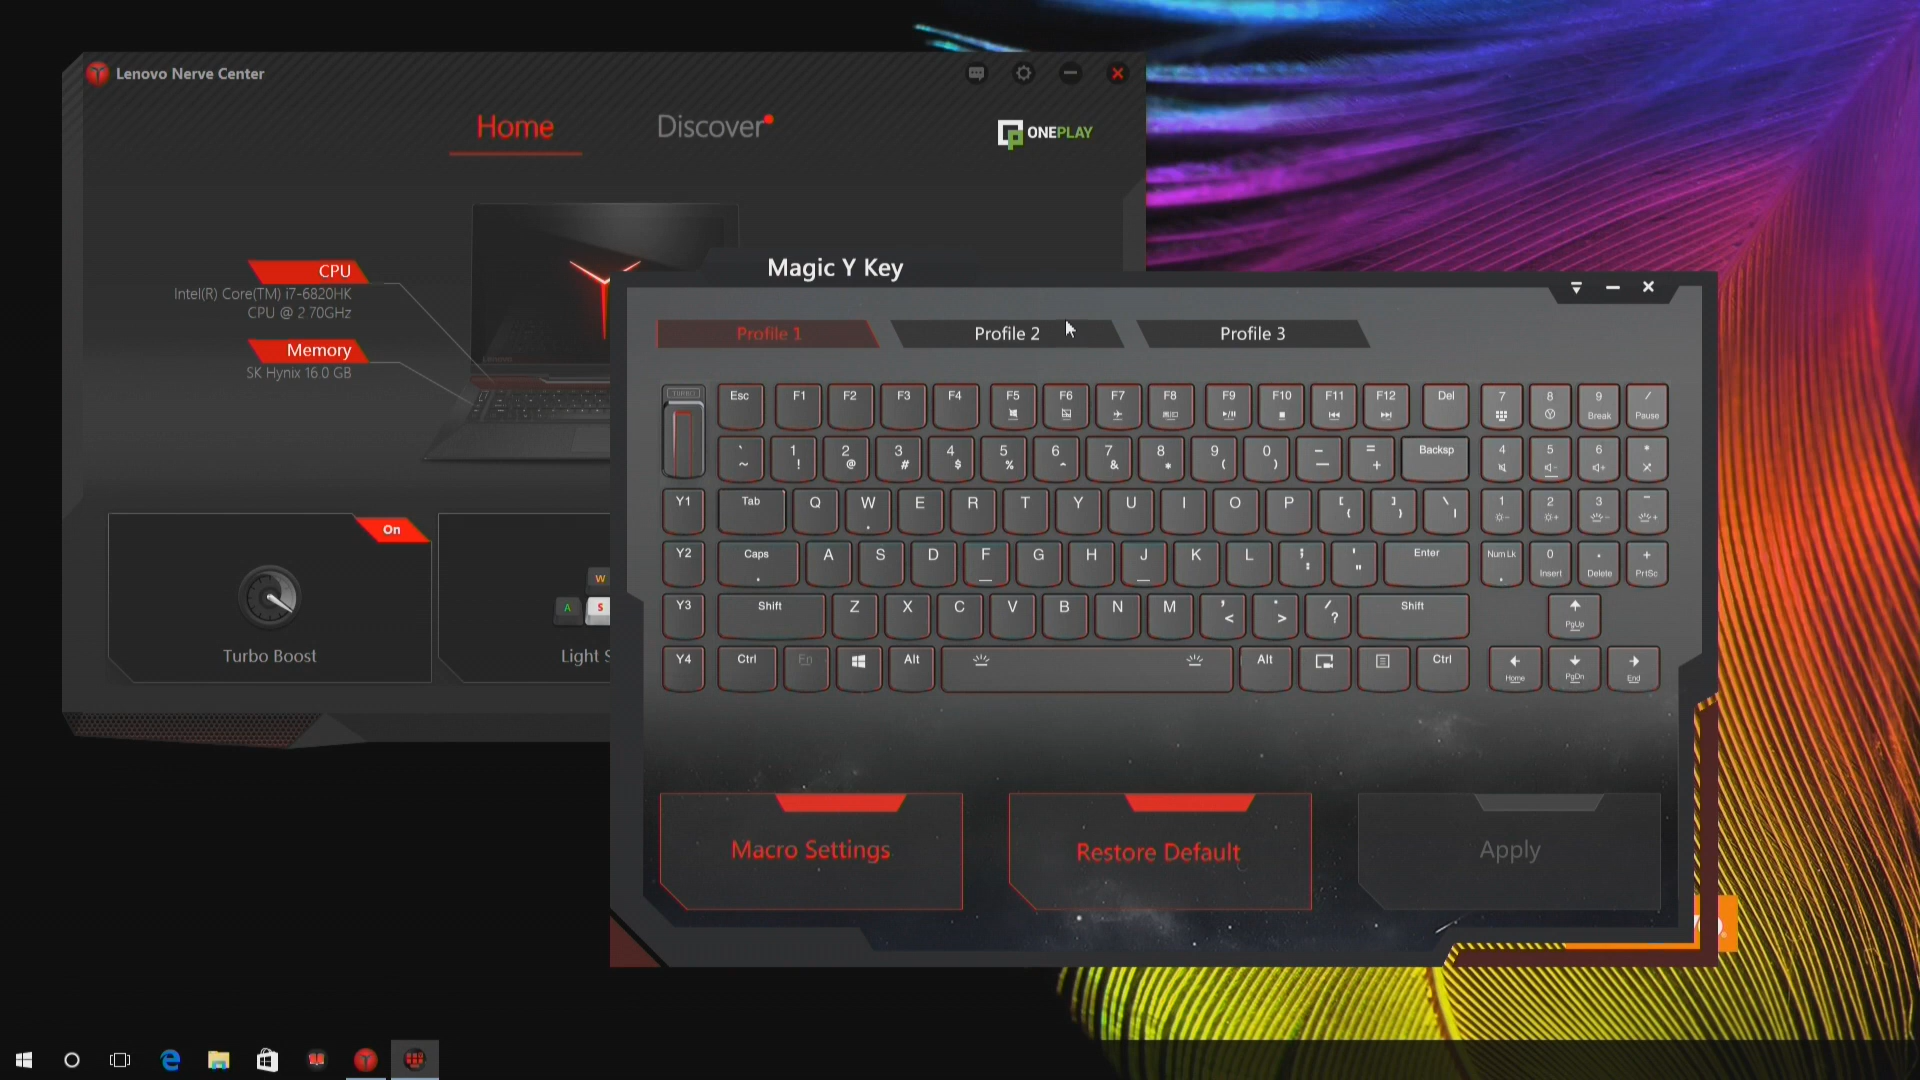 Lenovo Nerve Center
Home
Discover
ONEPLAY
CPU
Intel(R) Core(TM) i7-6820HK
CPU @ 2.70GHz
Memory
SK Hynix 16.0 GB
On
Turbo Boost
W
A S
Light S
Magic Y Key
Profile 1
Profile 2
Profile 3
Esc F1 F2 F3 F4 F5 F6 F7 F8 F9 F10 F11 F12 Del 7 8 9 Break / Pause
` ~ 1 ! 2 @ 3 # 4 $ 5 % 6 ^ 7 & 8 * 9 ( 0 ) - _ = + Backsp 4 5 6 *
Y1 Tab Q W E R T Y U I O P [ { ] } \ | 1 2 3 -
Y2 Caps A S D F G H J K L ; : ' " Enter Num Lk 0 Insert . Delete + PrtSc
Y3 Shift Z X C V B N M , < . > / ? Shift PgUp
Y4 Ctrl Fn Alt Alt Ctrl Home PgDn End
Macro Settings
Restore Default
Apply